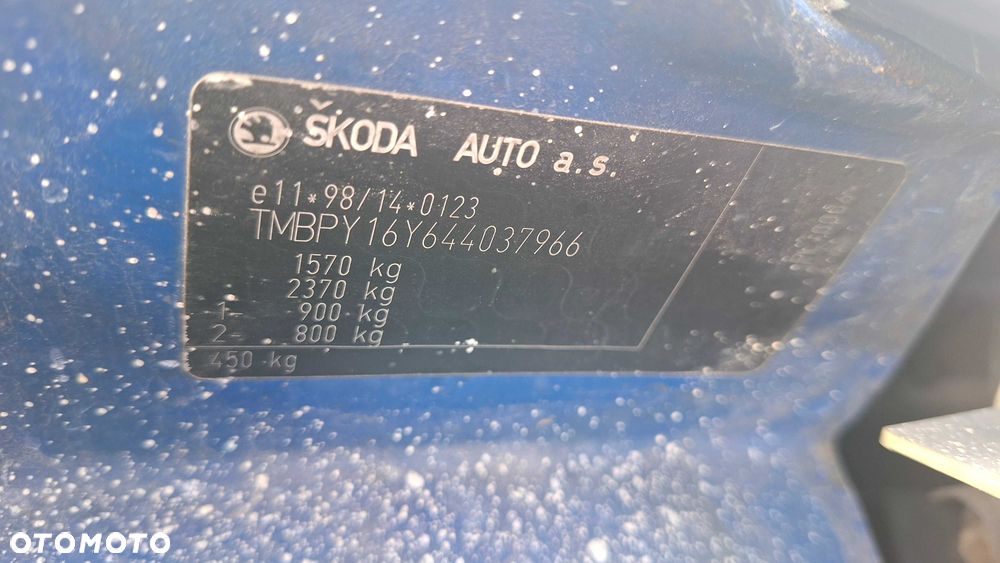 ŠKODA AUTO a.s.
e11*98/14*0123
TMBPY16Y644037966
1570 kg
2370 kg
1- 900 kg
2- 800 kg
450 kg
OTOMOTO